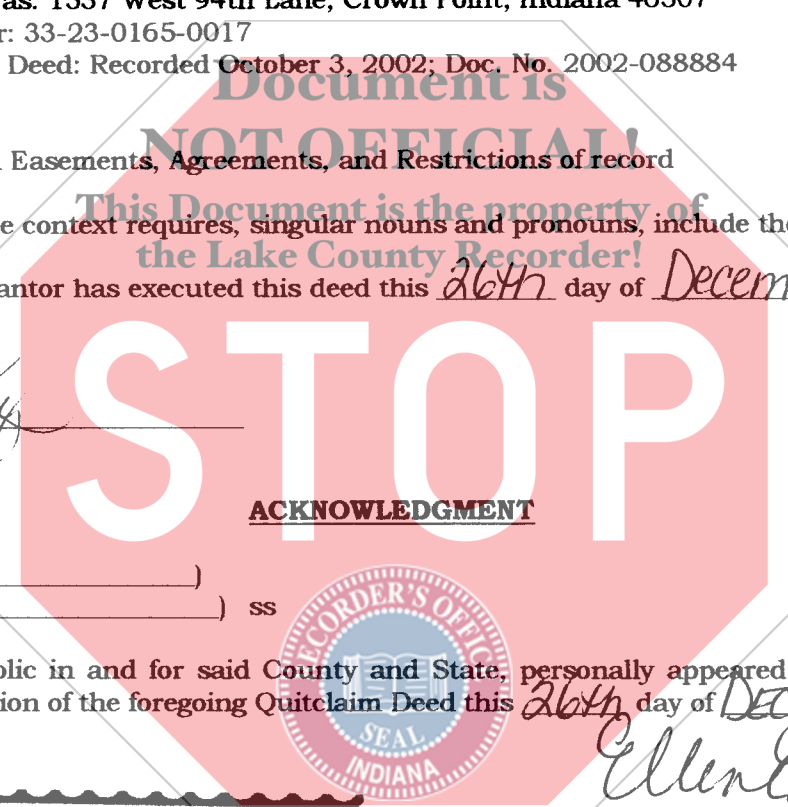 as: 1337 West 94th Lane, Crown Point, Indiana 46307
r: 33-23-0165-0017
Deed: Recorded October 3, 2002; Doc. No. 2002-088884
Document is
NOT OFFICIAL!
Easements, Agreements, and Restrictions of record
This Document is the property of
e context requires, singular nouns and pronouns, include the
the Lake County Recorder!
antor has executed this deed this 26th day of Decem
STOP
ACKNOWLEDGMENT
)
) ss
RECORDER'S OFFICE
olic in and for said County and State, personally appeared
ion of the foregoing Quitclaim Deed this 26th day of DEC
SEAL
INDIANA
Ellen